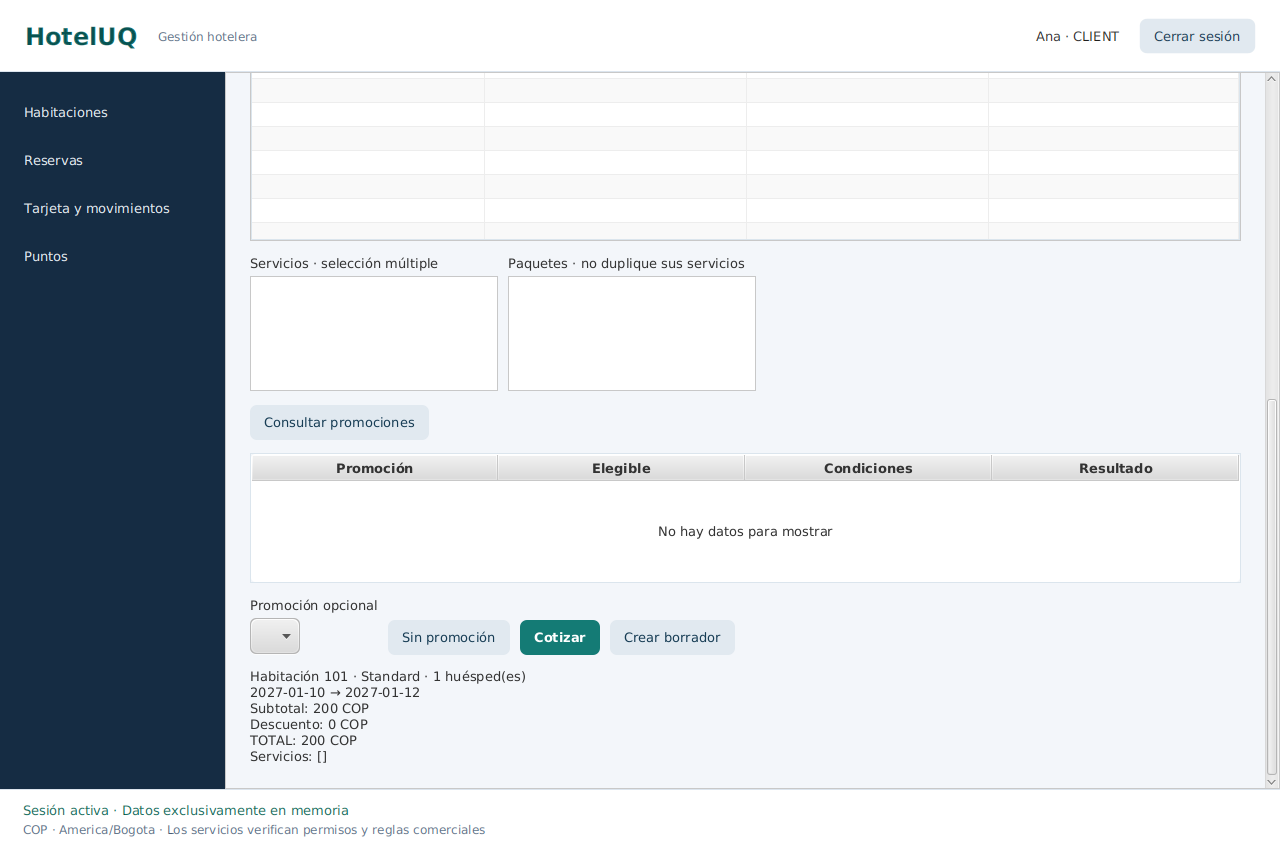 HotelUQ
Gestión hotelera
Ana · CLIENT
Cerrar sesión
Habitaciones
Reservas
Tarjeta y movimientos
Puntos
Servicios · selección múltiple
Paquetes · no duplique sus servicios
Consultar promociones
Promoción
Elegible
Condiciones
Resultado
No hay datos para mostrar
Promoción opcional
Sin promoción
Cotizar
Crear borrador
Habitación 101 · Standard · 1 huésped(es)
2027-01-10 → 2027-01-12
Subtotal: 200 COP
Descuento: 0 COP
TOTAL: 200 COP
Servicios: []
Sesión activa · Datos exclusivamente en memoria
COP · America/Bogota · Los servicios verifican permisos y reglas comerciales